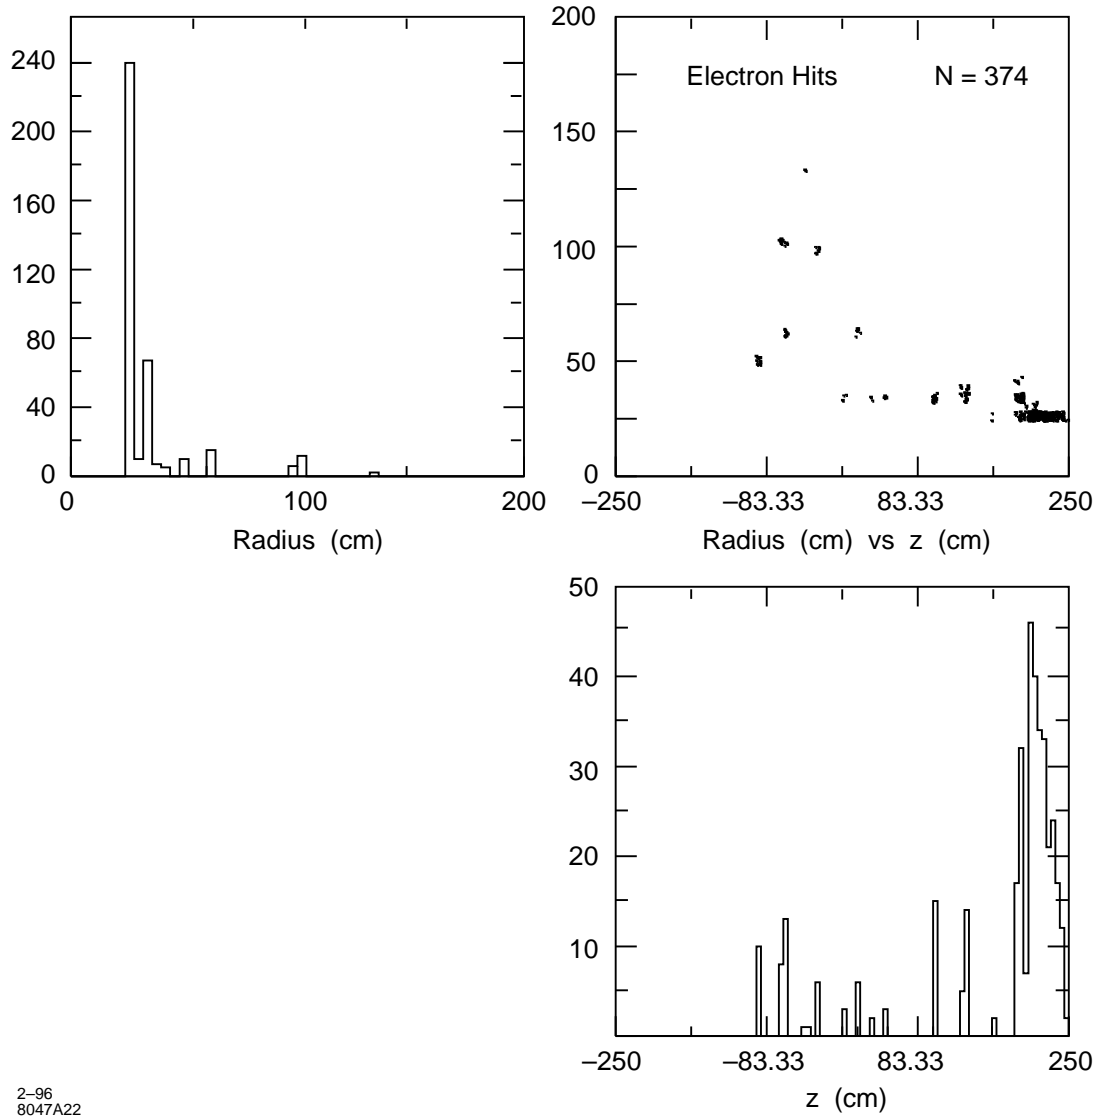 240
200
160
120
80
40
0
0 100 200
Radius (cm)
200
150
100
50
0
Electron Hits N = 374
–250 –83.33 83.33 250
Radius (cm) vs z (cm)
50
40
30
20
10
–250 –83.33 83.33 250
z (cm)
2–96
8047A22